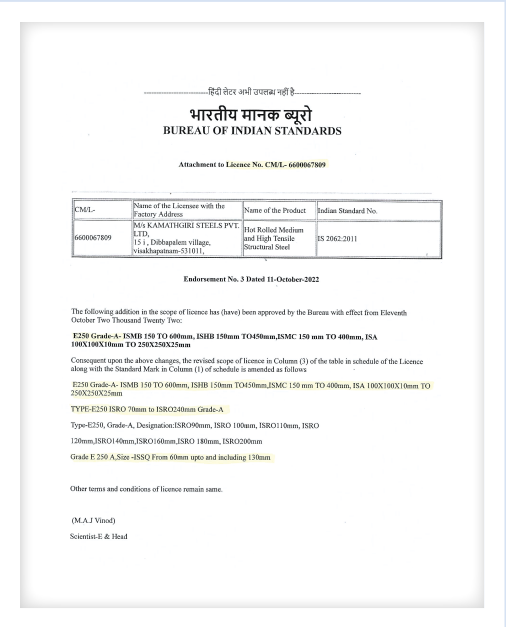 ---------------हिंदी लेटर अभी उपलब्ध नहीं है---------------
भारतीय मानक ब्यूरो
BUREAU OF INDIAN STANDARDS
Attachment to Licence No. CM/L- 6600067809
CM/L-
Name of the Licensee with the
Factory Address
Name of the Product
Indian Standard No.
6600067809
M/s KAMATHGIRI STEELS PVT.
LTD,
15 i , Dibbapalem village,
visakhapatnam-531011,
Hot Rolled Medium
and High Tensile
Structural Steel
IS 2062:2011
Endorsement No. 3 Dated 11-October-2022
The following addition in the scope of licence has (have) been approved by the Bureau with effect from Eleventh
October Two Thousand Twenty Two:
E250 Grade-A- ISMB 150 TO 600mm, ISHB 150mm TO450mm,ISMC 150 mm TO 400mm, ISA
100X100X10mm TO 250X250X25mm
Consequent upon the above changes, the revised scope of licence in Column (3) of the table in schedule of the Licence
along with the Standard Mark in Column (1) of schedule is amended as follows
E250 Grade-A- ISMB 150 TO 600mm, ISHB 150mm TO450mm,ISMC 150 mm TO 400mm, ISA 100X100X10mm TO
250X250X25mm
TYPE-E250 ISRO 70mm to ISRO240mm Grade-A
Type-E250, Grade-A, Designation:ISRO90mm, ISRO 100mm, ISRO110mm, ISRO
120mm,ISRO140mm,ISRO160mm,ISRO 180mm, ISRO200mm
Grade E 250 A,Size -ISSQ From 60mm upto and including 130mm
Other terms and conditions of licence remain same.
(M.A.J Vinod)
Scientist-E & Head